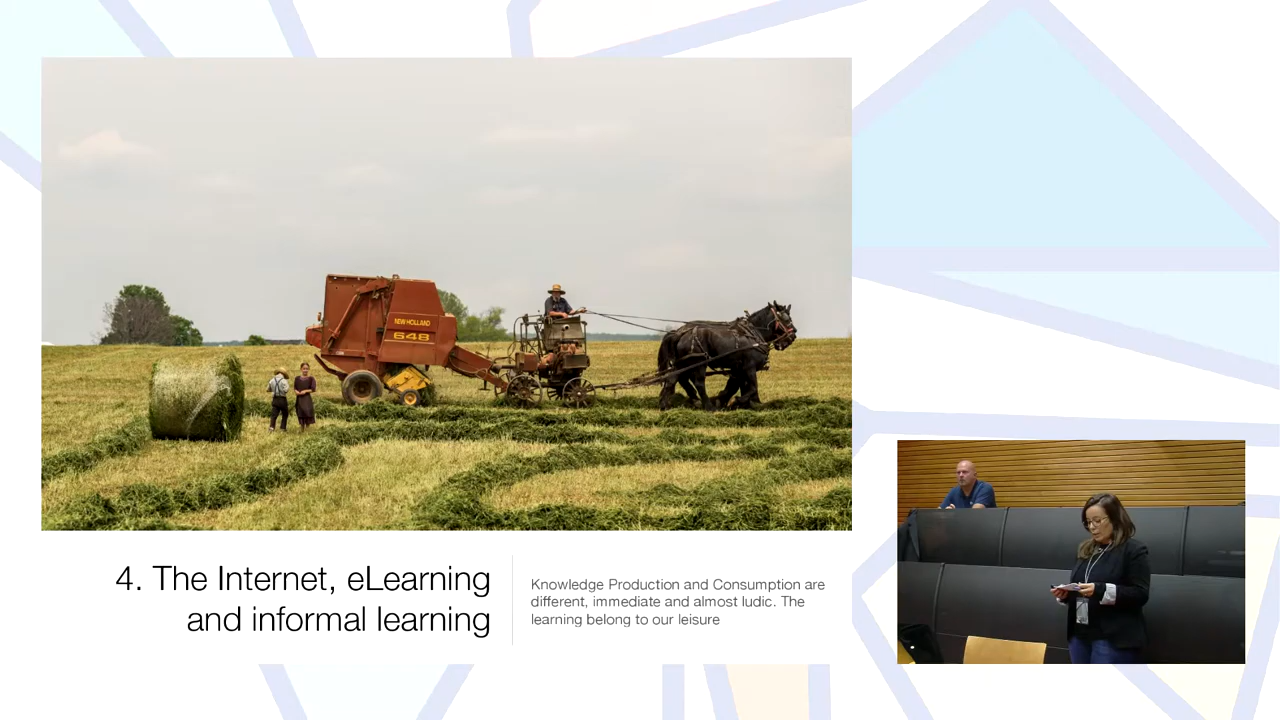 NEW HOLLAND
648
4. The Internet, eLearning
and informal learning
Knowledge Production and Consumption are
different, immediate and almost ludic. The
learning belong to our leisure